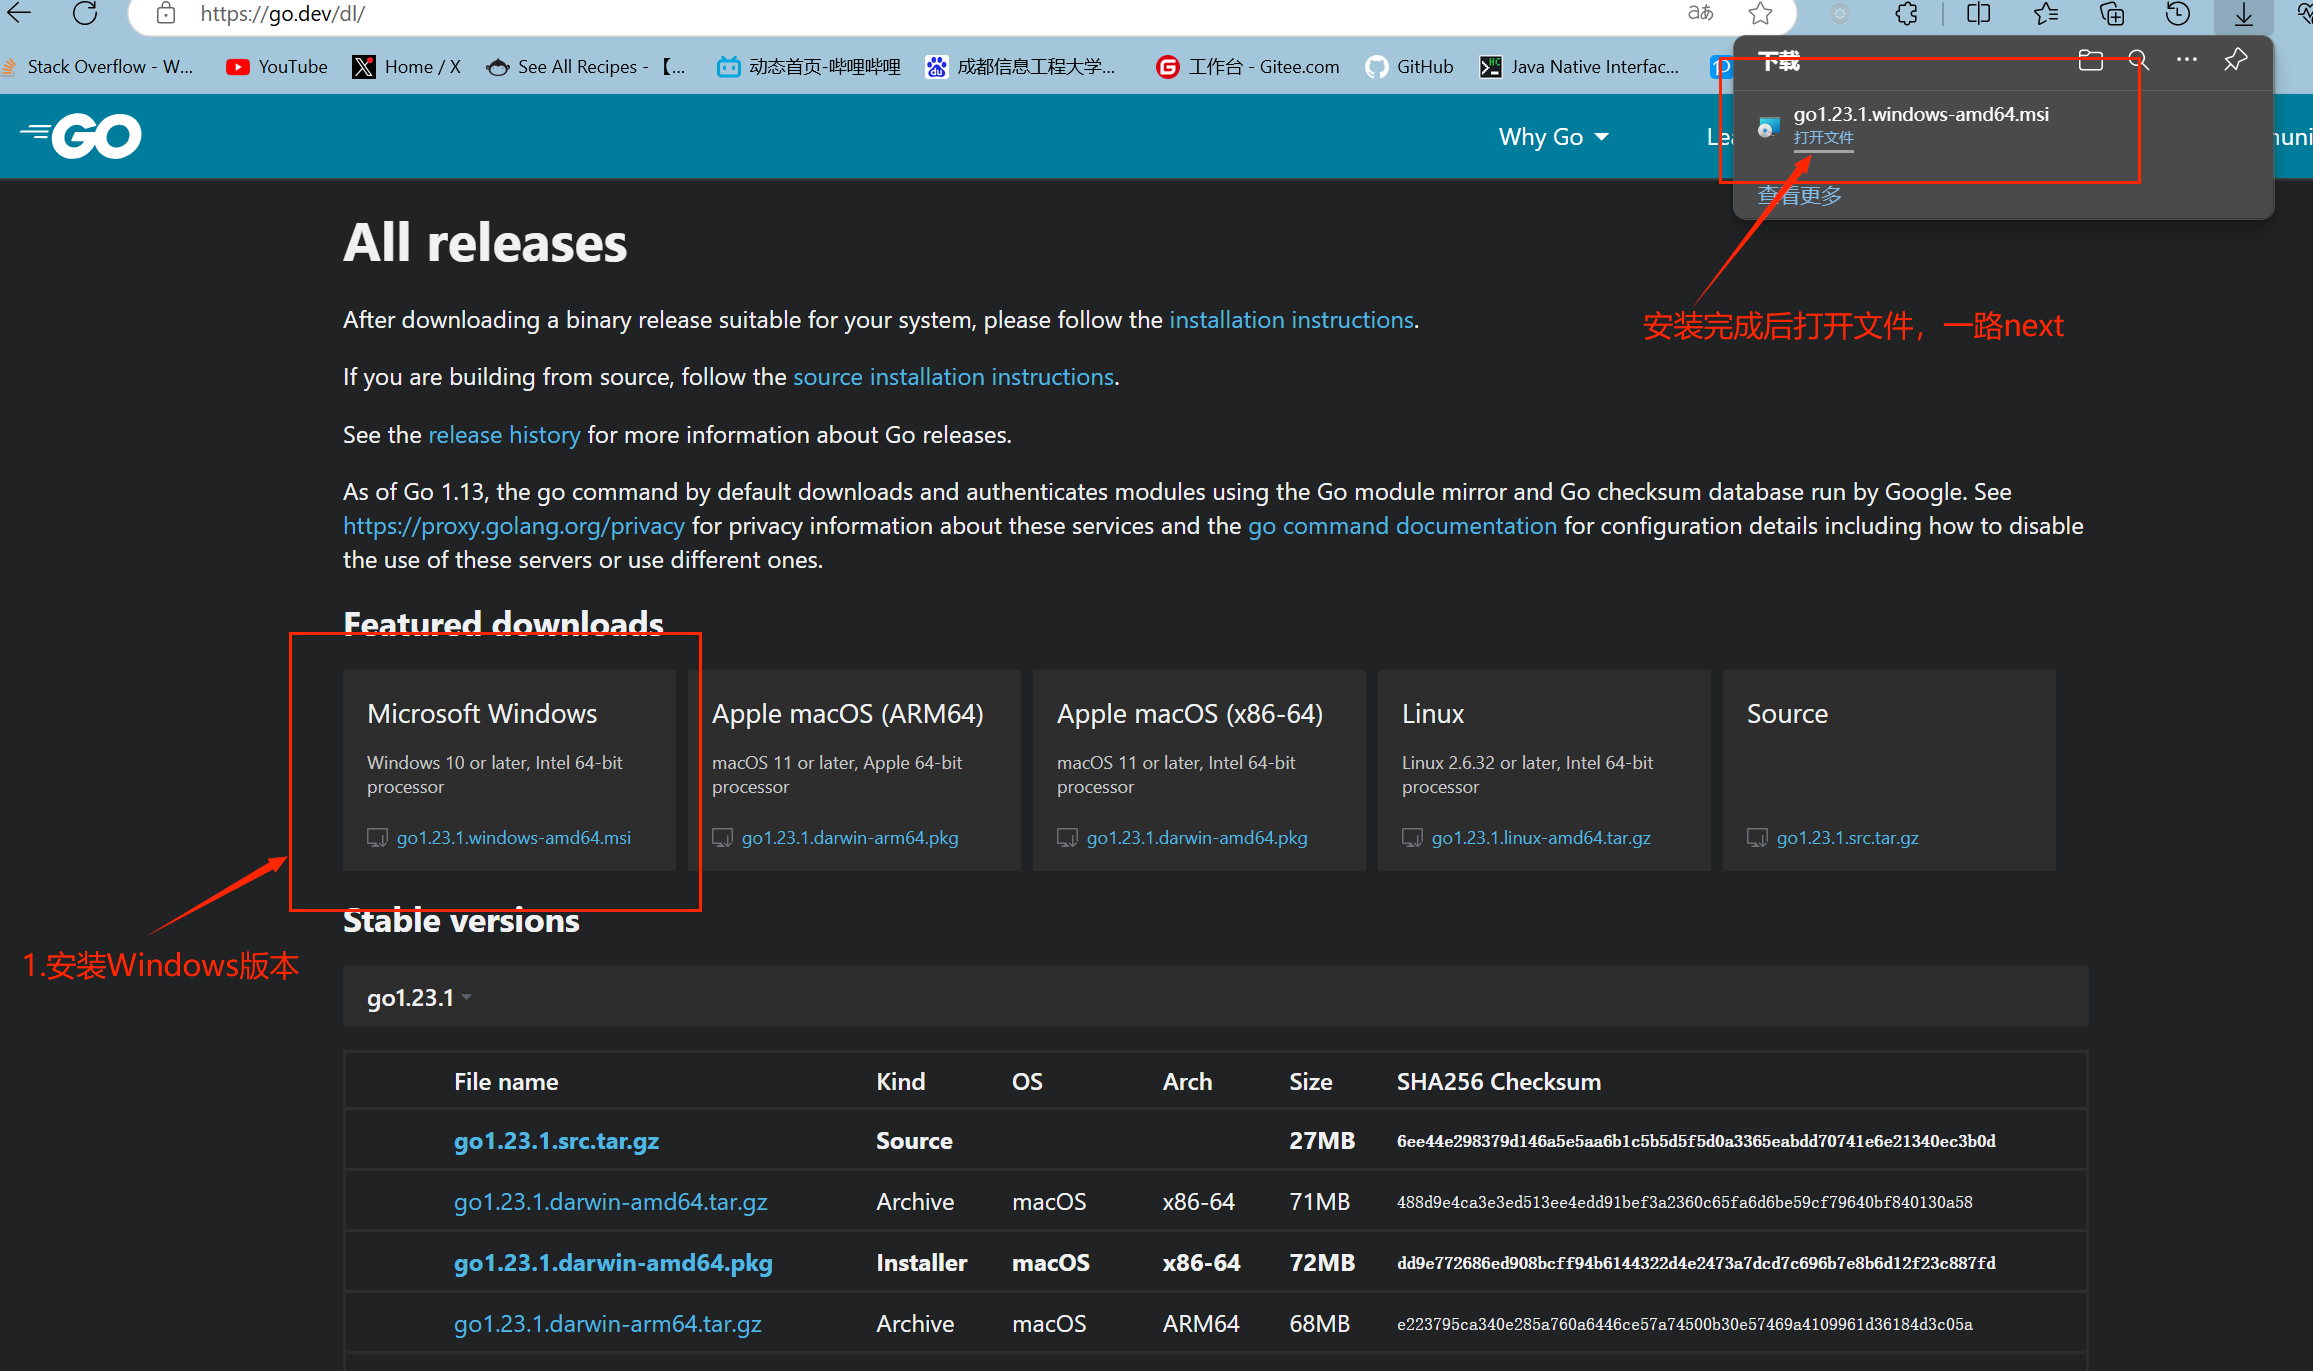 https://go.dev/dl/
Stack Overflow - W...
YouTube
Home / X
See All Recipes - 【...
动态首页-哔哩哔哩
成都信息工程大学...
工作台 - Gitee.com
GitHub
Java Native Interfac...
下载
go1.23.1.windows-amd64.msi
打开文件
查看更多
GO
Why Go
安装完成后打开文件，一路next
All releases
After downloading a binary release suitable for your system, please follow the installation instructions.
If you are building from source, follow the source installation instructions.
See the release history for more information about Go releases.
As of Go 1.13, the go command by default downloads and authenticates modules using the Go module mirror and Go checksum database run by Google. See
https://proxy.golang.org/privacy for privacy information about these services and the go command documentation for configuration details including how to disable
the use of these servers or use different ones.
Featured downloads
Microsoft Windows
Windows 10 or later, Intel 64-bit
processor
go1.23.1.windows-amd64.msi
Apple macOS (ARM64)
macOS 11 or later, Apple 64-bit
processor
go1.23.1.darwin-arm64.pkg
Apple macOS (x86-64)
macOS 11 or later, Intel 64-bit
processor
go1.23.1.darwin-amd64.pkg
Linux
Linux 2.6.32 or later, Intel 64-bit
processor
go1.23.1.linux-amd64.tar.gz
Source
go1.23.1.src.tar.gz
1.安装Windows版本
Stable versions
go1.23.1
File name Kind OS Arch Size SHA256 Checksum
go1.23.1.src.tar.gz Source 27MB 6ee44e298379d146a5e5aa6b1c5b5d5f5d0a3365eabdd70741e6e21340ec3b0d
go1.23.1.darwin-amd64.tar.gz Archive macOS x86-64 71MB 488d9e4ca3e3ed513ee4edd91bef3a2360c65fa6d6be59cf79640bf840130a58
go1.23.1.darwin-amd64.pkg Installer macOS x86-64 72MB dd9e772686ed908bcff94b6144322d4e2473a7dcd7c696b7e8b6d12f23c887fd
go1.23.1.darwin-arm64.tar.gz Archive macOS ARM64 68MB e223795ca340e285a760a6446ce57a74500b30e57469a4109961d36184d3c05a